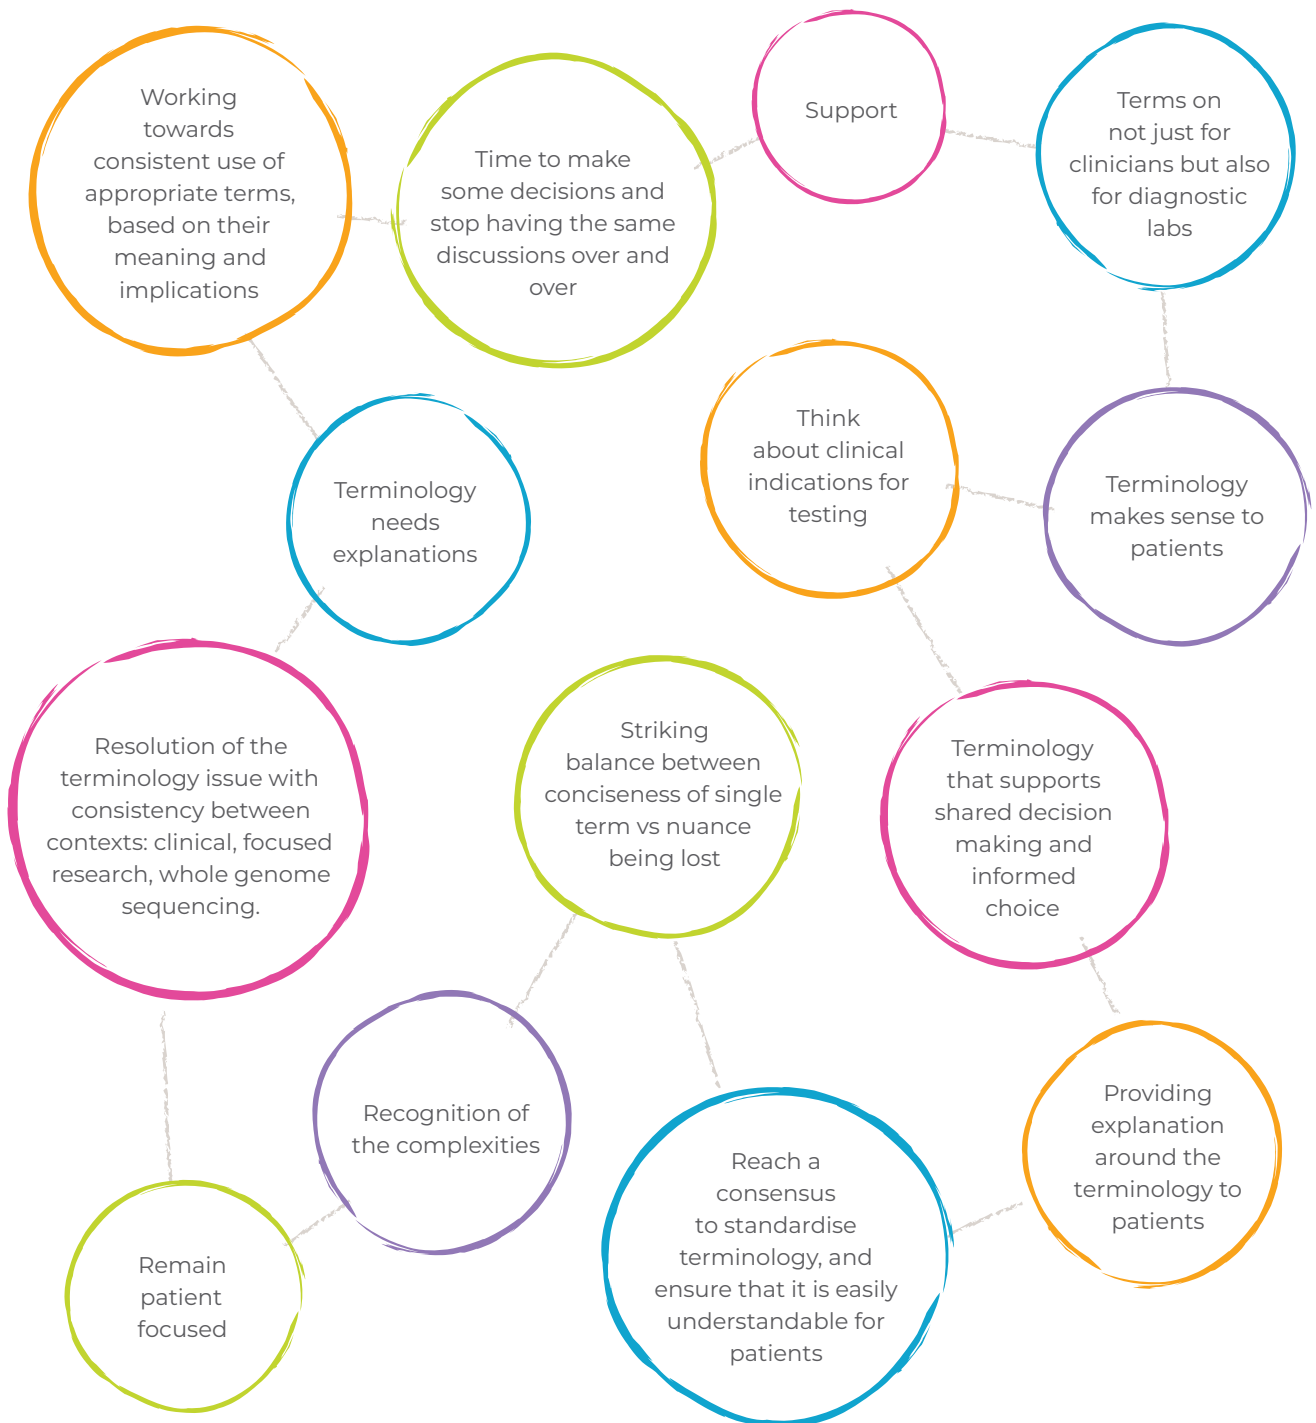 Working
towards
consistent use of
appropriate terms,
based on their
meaning and
implications
Time to make
some decisions and
stop having the same
discussions over and
over
Support
Terms on
not just for
clinicians but also
for diagnostic
labs
Terminology
needs
explanations
Think
about clinical
indications for
testing
Terminology
makes sense to
patients
Resolution of the
terminology issue with
consistency between
contexts: clinical, focused
research, whole genome
sequencing.
Striking
balance between
conciseness of single
term vs nuance
being lost
Terminology
that supports
shared decision
making and
informed
choice
Recognition of
the complexities
Remain
patient
focused
Reach a
consensus
to standardise
terminology, and
ensure that it is easily
understandable for
patients
Providing
explanation
around the
terminology to
patients